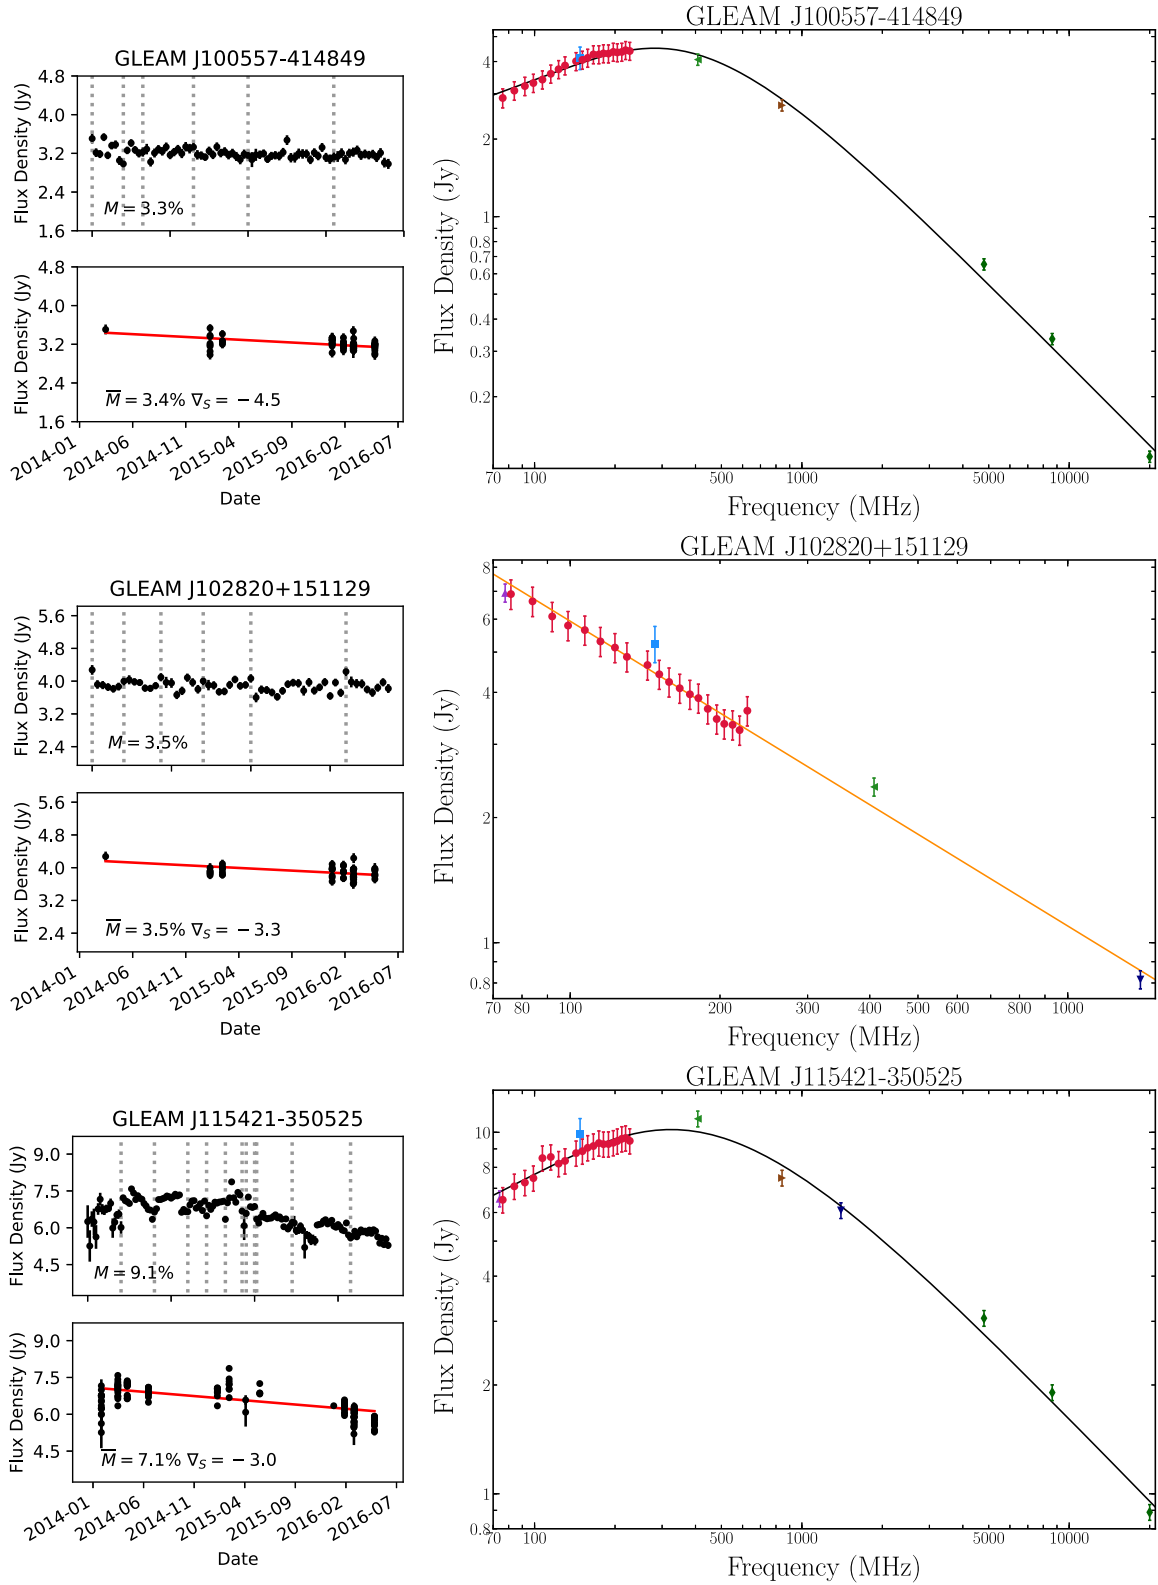 GLEAM J100557-414849
Flux Density (Jy)
4.8
4.0
3.2
2.4
1.6
M = 3.3%
Flux Density (Jy)
4.8
4.0
3.2
2.4
1.6
M̅ = 3.4% ∇S = −4.5
2014-01 2014-06 2014-11 2015-04 2015-09 2016-02 2016-07
Date
GLEAM J100557-414849
Flux Density (Jy)
4
2
1
0.8
0.7
0.6
0.4
0.3
0.2
70 100 500 1000 5000 10000
Frequency (MHz)
GLEAM J102820+151129
Flux Density (Jy)
5.6
4.8
4.0
3.2
2.4
M = 3.5%
Flux Density (Jy)
5.6
4.8
4.0
3.2
2.4
M̅ = 3.5% ∇S = −3.3
2014-01 2014-06 2014-11 2015-04 2015-09 2016-02 2016-07
Date
GLEAM J102820+151129
Flux Density (Jy)
8
6
4
2
1
0.8
70 80 100 200 300 400 500 600 800 1000
Frequency (MHz)
GLEAM J115421-350525
Flux Density (Jy)
9.0
7.5
6.0
4.5
M = 9.1%
Flux Density (Jy)
9.0
7.5
6.0
4.5
M̅ = 7.1% ∇S = −3.0
2014-01 2014-06 2014-11 2015-04 2015-09 2016-02 2016-07
Date
GLEAM J115421-350525
Flux Density (Jy)
10
8
6
4
2
1
0.8
70 100 500 1000 5000 10000
Frequency (MHz)